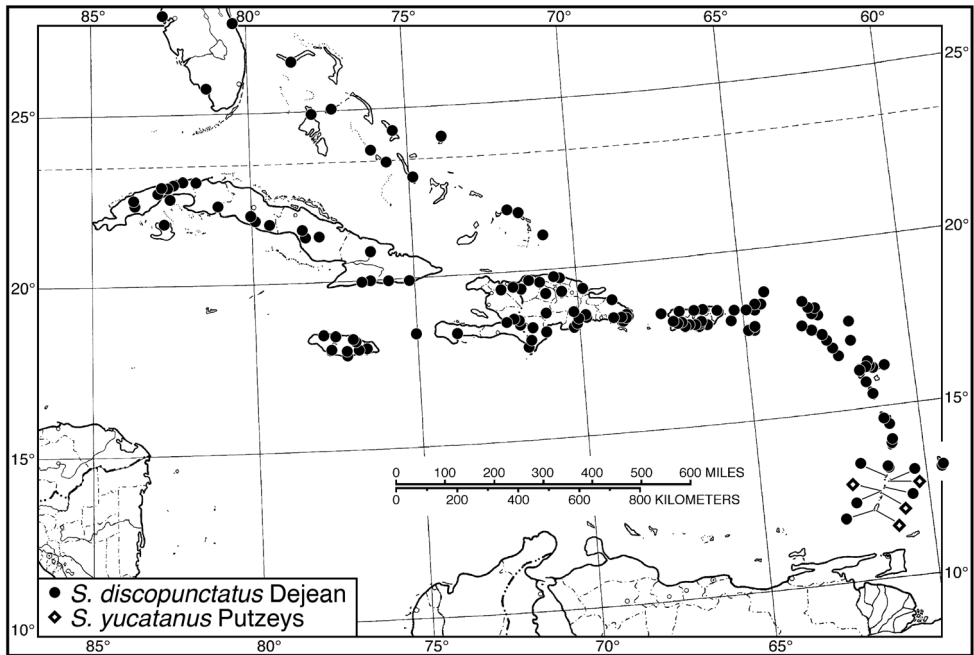 85° 80° 75° 70° 65° 60°
25°
25°
20°
20°
15°
15°
0 100 200 300 400 500 600 MILES
0 200 400 600 800 KILOMETERS
10°
S. discopunctatus Dejean
S. yucatanus Putzeys
10°
85° 80° 75° 70° 65°